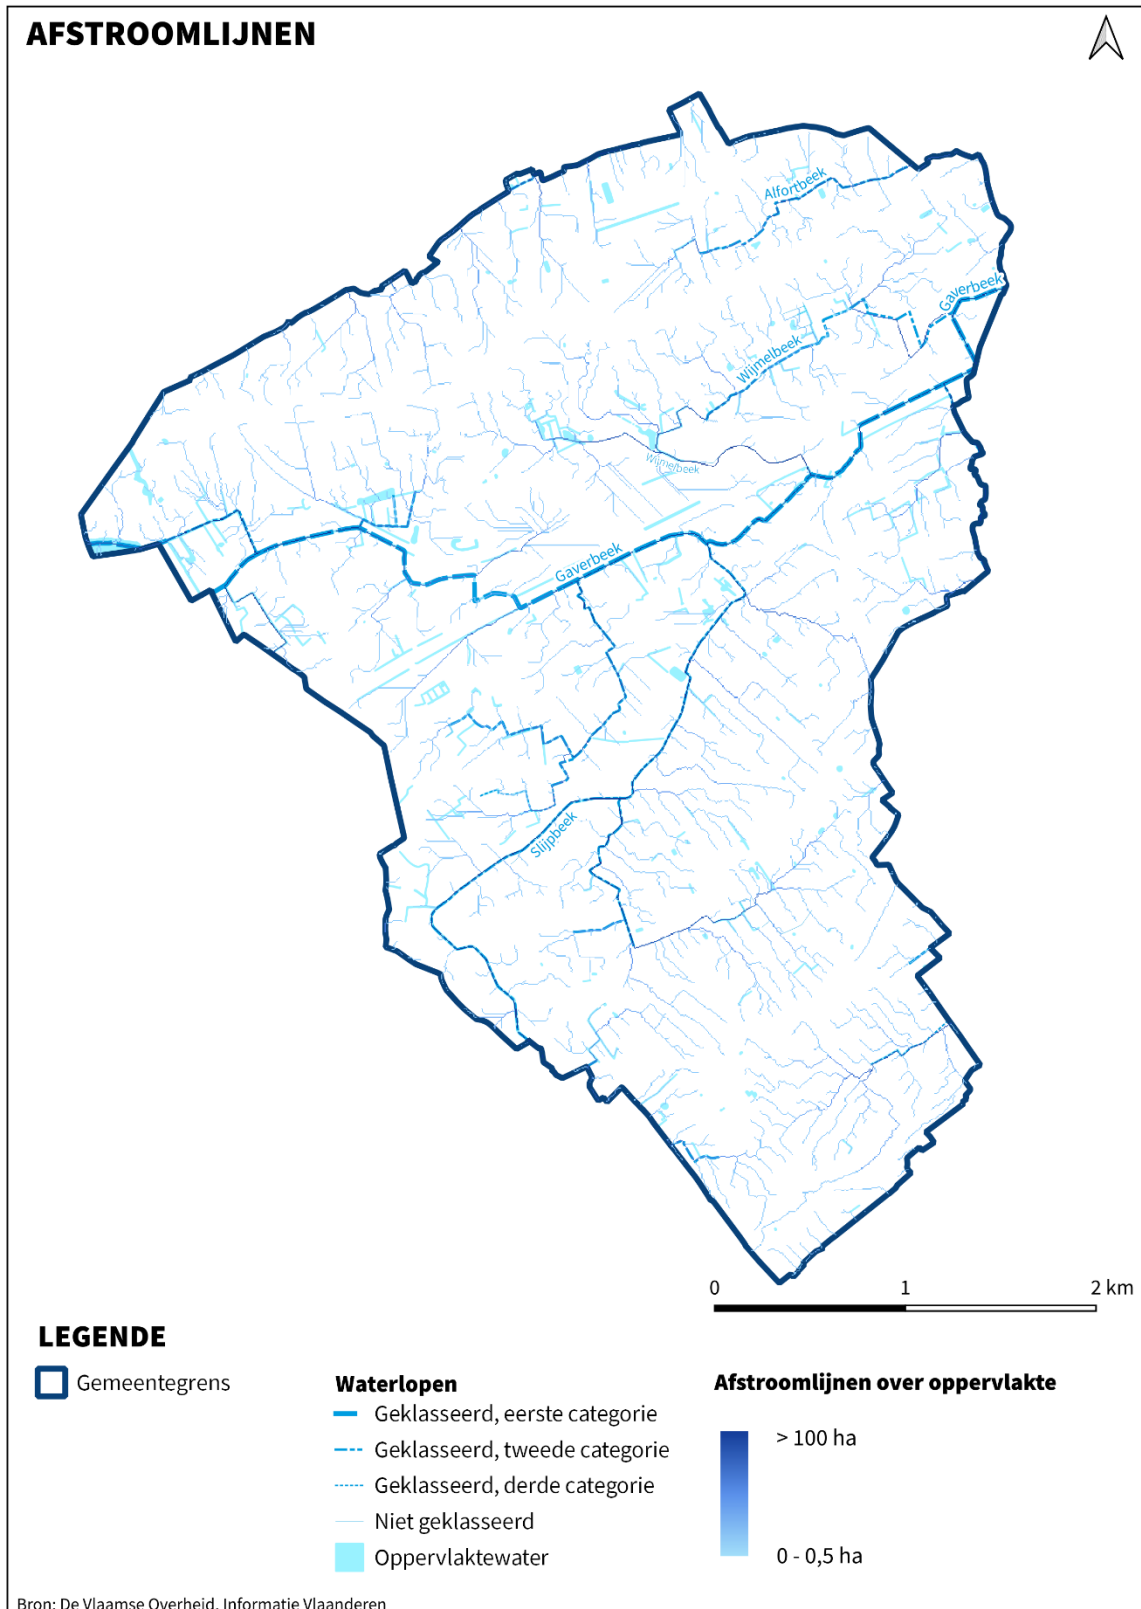 AFSTROOMLIJNEN
Alfortbeek
Gaverbeek
Wijmelbeek
Wijmelbeek
Gaverbeek
Slijpbeek
0 1 2 km
LEGENDE
Gemeentegrens
Waterlopen
Geklasseerd, eerste categorie
Geklasseerd, tweede categorie
Geklasseerd, derde categorie
Niet geklasseerd
Oppervlaktewater
Afstroomlijnen over oppervlakte
> 100 ha
0 - 0,5 ha
Bron: De Vlaamse Overheid, Informatie Vlaanderen